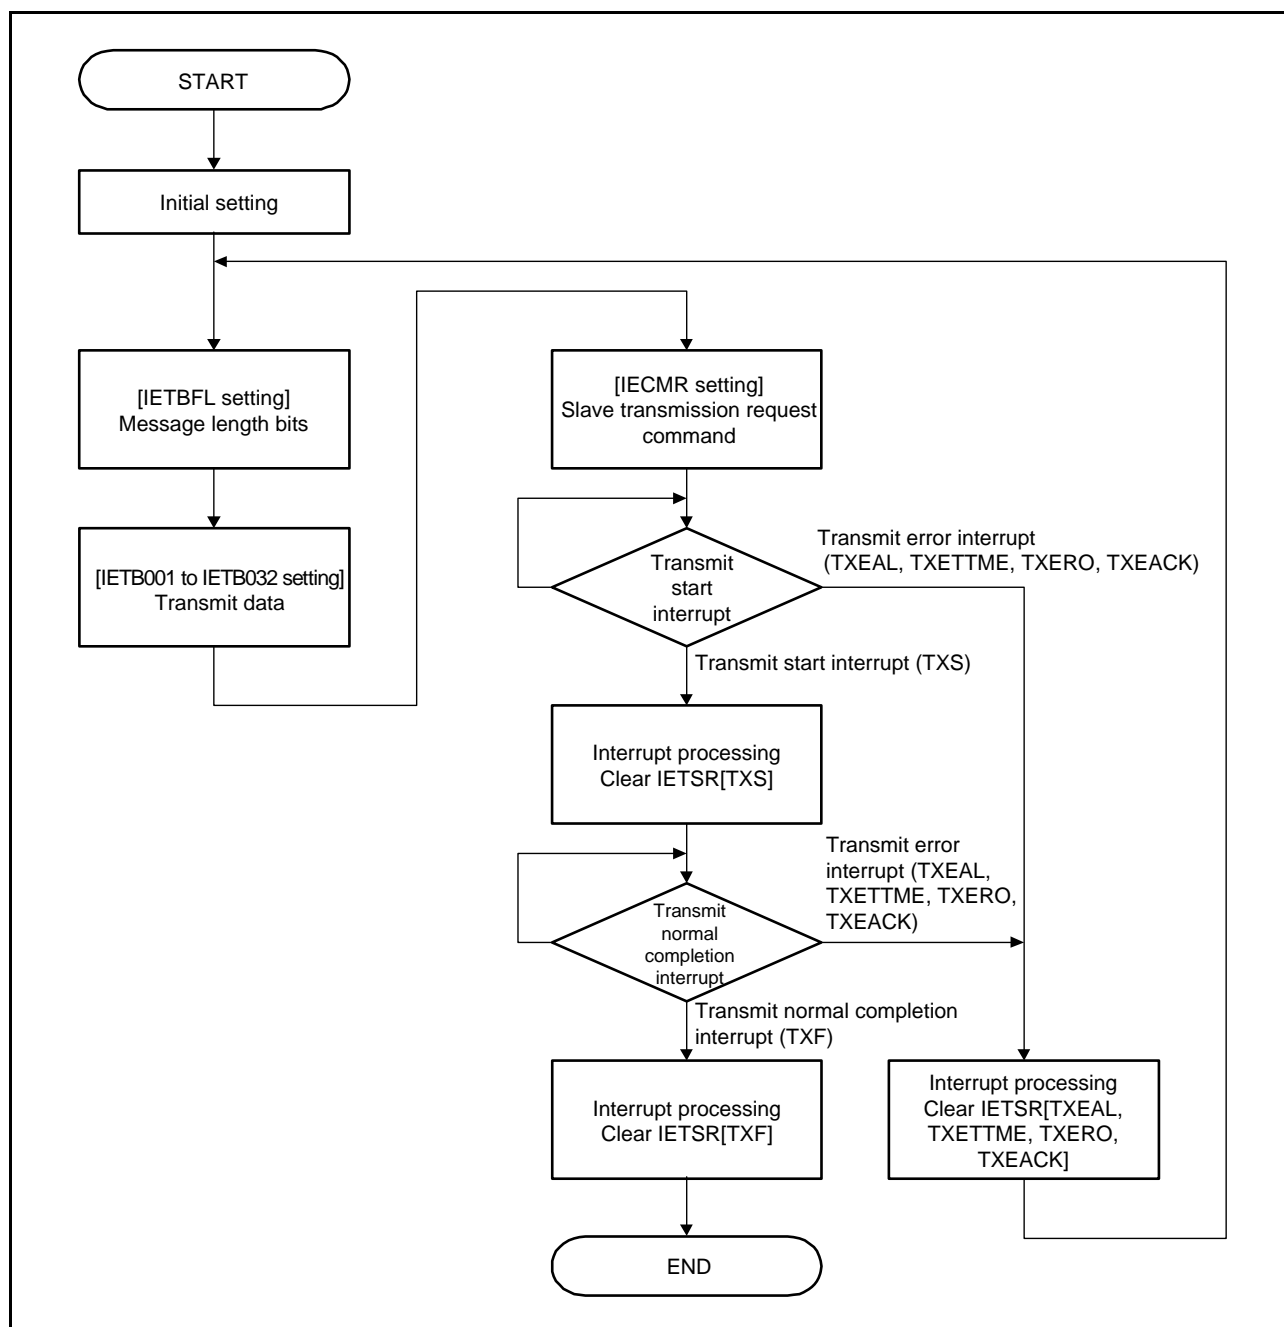 START
Initial setting
[IETBFL setting]
Message length bits
[IETB001 to IETB032 setting]
Transmit data
[IECMR setting]
Slave transmission request
command
Transmit
start
interrupt
Transmit error interrupt
(TXEAL, TXETTME, TXERO, TXEACK)
Transmit start interrupt (TXS)
Interrupt processing
Clear IETSR[TXS]
Transmit error
interrupt (TXEAL,
TXETTME, TXERO,
TXEACK)
Transmit
normal
completion
interrupt
Transmit normal completion
interrupt (TXF)
Interrupt processing
Clear IETSR[TXF]
Interrupt processing
Clear IETSR[TXEAL,
TXETTME, TXERO,
TXEACK]
END